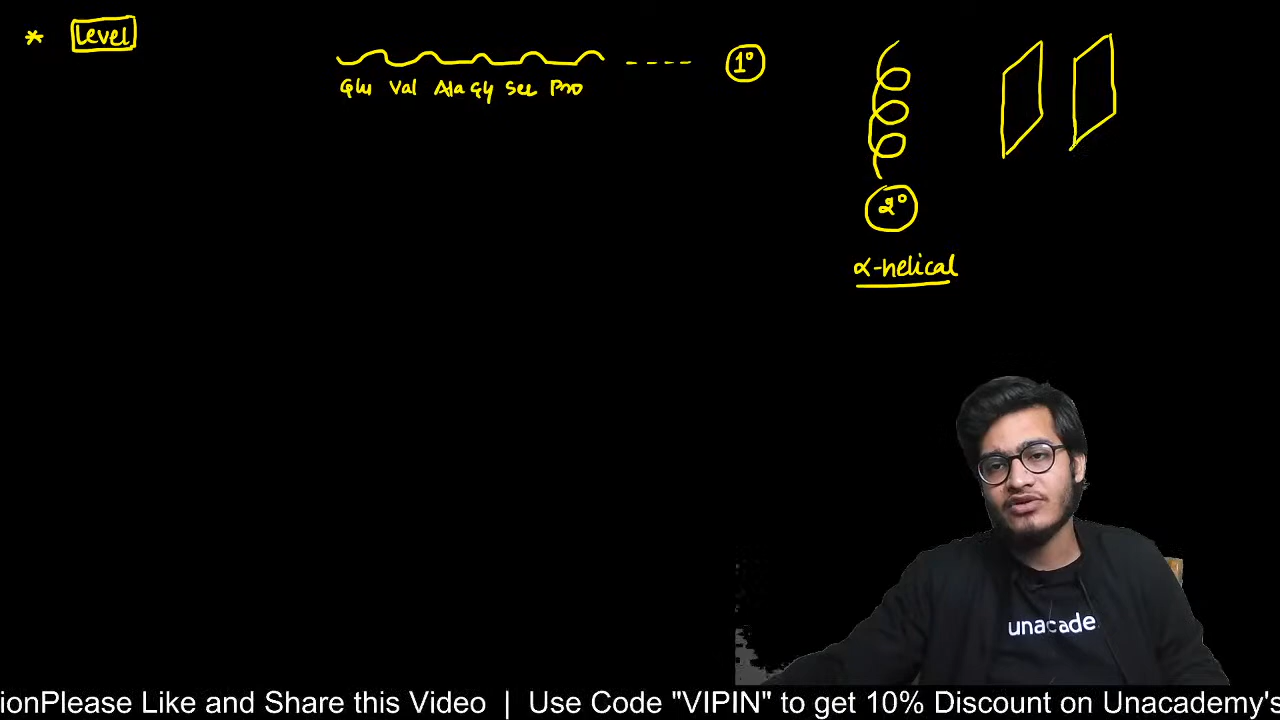 * Level
1°
Glu Val Ala Gly Ser Pro
2°
α-helical
unacade
ionPlease Like and Share this Video | Use Code "VIPIN" to get 10% Discount on Unacademy's